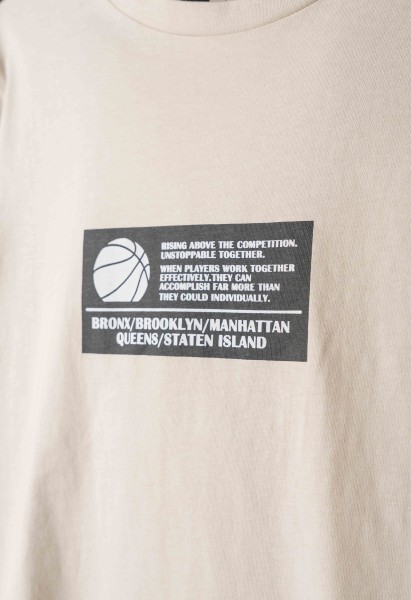 RISING ABOVE THE COMPETITION.
UNSTOPPABLE TOGETHER.
WHEN PLAYERS WORK TOGETHER
EFFECTIVELY.THEY CAN
ACCOMPLISH FAR MORE THAN
THEY COULD INDIVIDUALLY.
BRONX/BROOKLYN/MANHATTAN
QUEENS/STATEN ISLAND